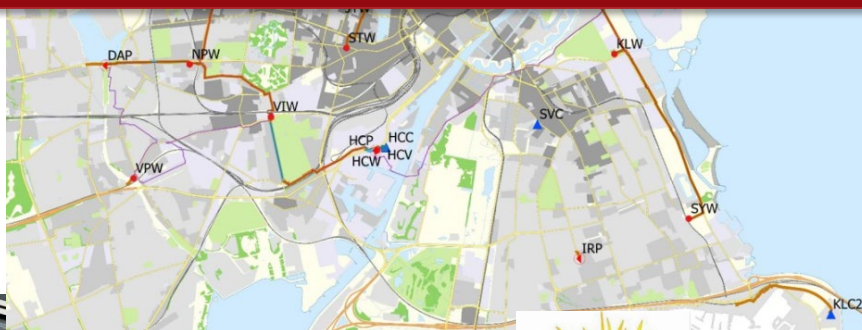 STW
KLW
DAP
NPW
VIW
SVC
HCP
HCC
HCW
HCV
VPW
SYW
IRP
KLC2